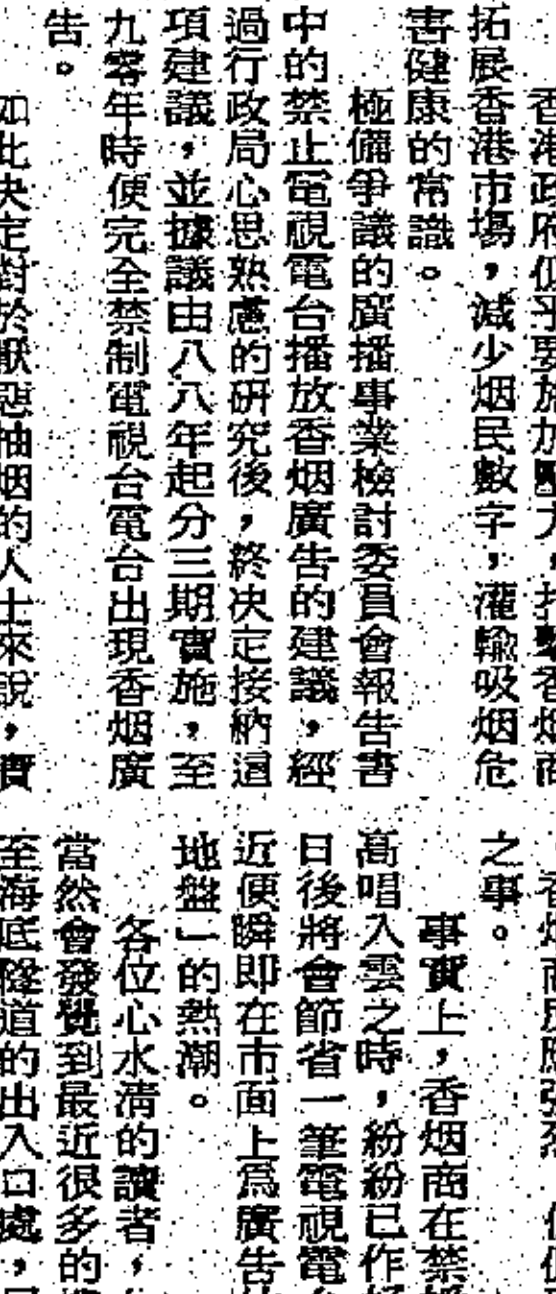 香港政府似乎要施加壓力，打擊香烟商
拓展香港市場，減少烟民數字，灌輸吸烟危
害健康的常識。
極備爭議的廣播事業檢討委員會報告書
中的禁止電視電台播放香烟廣告的建議，經
過行政局心思熟慮的研究後，終決定接納這
項建議，並據議由八八年起分三期實施，至
九零年時便完全禁制電視台電台出現香烟廣
告。
如此決定對於厭惡抽烟的人士來說，實
香烟商反應強烈
之事。
事實上，香烟商在禁
高唱入雲之時，紛紛已作好
日後將會節省一筆電視電台
近便瞬即在市面上爲廣告
地盤」的熱潮。
各位心水清的讀者，
當然會發覺到最近很多的
至海底隧道的出入口處，